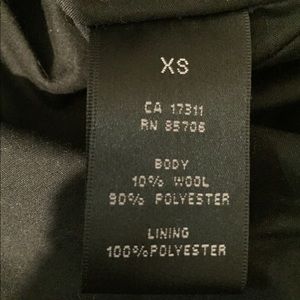 XS
CA 17311
RN 85706
BODY
10% WOOL
90% POLYESTER
LINING
100%POLYESTER